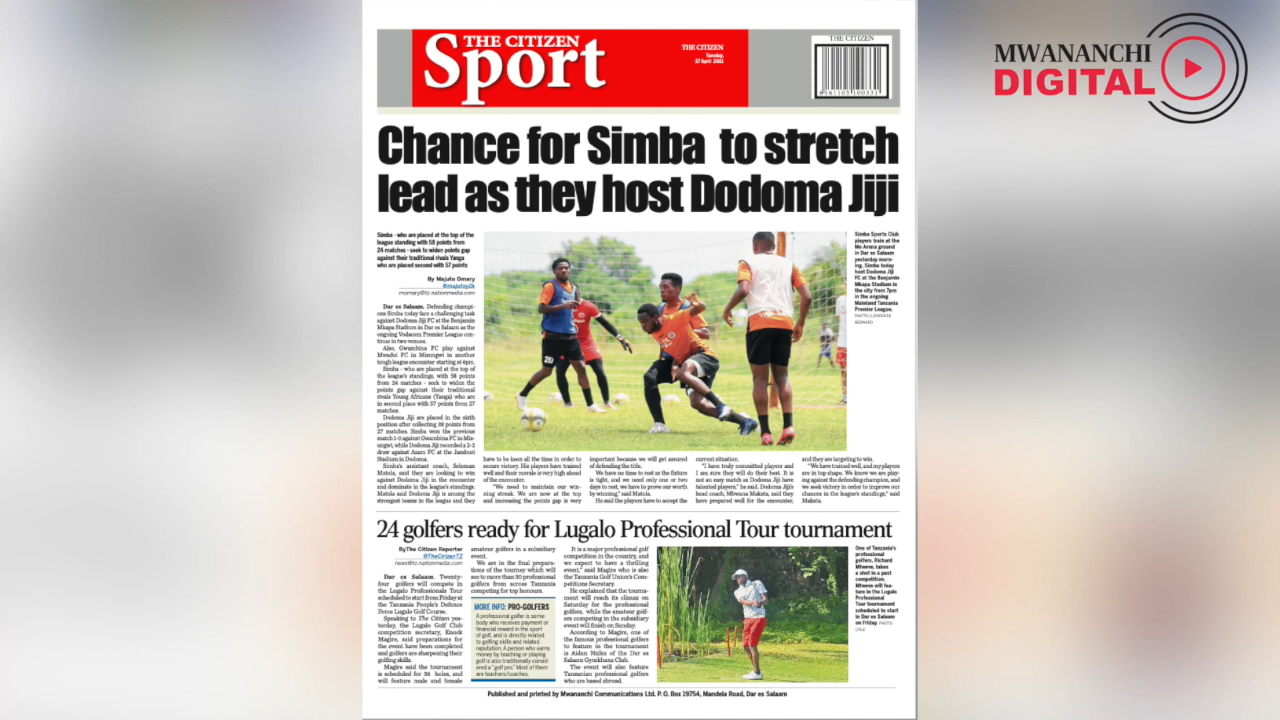 THE CITIZEN
Sport
THE CITIZEN
Tuesday,
27 April 2021
THE CITIZEN
MWANANCHI
DIGITAL
Chance for Simba to stretch
lead as they host Dodoma Jiji
Simba - who are placed at the top of the
league standing with 58 points from
24 matches - seek to widen points gap
against their traditional rivals Yanga
who are placed second with 57 points
By Majuto Omary
@majutoy2k
momary@tz.nationmedia.com
Dar es Salaam. Defending champi-
ons Simba today face a challenging task
against Dodoma Jiji FC at the Benjamin
Mkapa Stadium in Dar es Salaam as the
ongoing Vodacom Premier League con-
tinue in two venues.
Also, Gwambina FC play against
Mwadui FC in Misungwi in another
tough league encounter starting at 4pm.
Simba - who are placed at the top of
the league's standings, with 58 points
from 24 matches - seek to widen the
points gap against their traditional
rivals Young Africans (Yanga) who are
in second place with 57 points from 27
matches.
Dodoma Jiji are placed in the sixth
position after collecting 38 points from
27 matches. Simba won the previous
match 1-0 against Gwambina FC in Mis-
ungwi, while Dodoma Jiji recorded a 2-2
draw against Azam FC at the Jamhuri
Stadium in Dodoma.
Simba's assistant coach, Seleman
Matola, said they are looking to win
against Dodoma Jiji in the encounter
and dominate in the league's standings.
Matola said Dodoma Jiji is among the
strongest teams in the league and they
have to be keen all the time in order to
secure victory. His players have trained
well and their morale is very high ahead
of the encounter.
"We need to maintain our win-
ning streak. We are now at the top
and increasing the points gap is very
important because we will get assured
of defending the title.
We have no time to rest as the fixture
is tight, and we need only one or two
days to rest, we have to prove our worth
by winning," said Matola.
He said the players have to accept the
current situation.
"I have truly committed players and
I am sure they will do their best. It is
not an easy match as Dodoma Jiji have
talented players," he said. Dodoma Jiji's
head coach, Mbwana Makata, said they
have prepared well for the encounter,
and they are targeting to win.
"We have trained well, and my players
are in top shape. We know we are play-
ing against the defending champion, and
we seek victory in order to improve our
chances in the league's standings," said
Makata.
Simba Sports Club
players train at the
Mo Arena ground
in Dar es Salaam
yesterday morn-
ing. Simba today
host Dodoma Jiji
FC at the Benjamin
Mkapa Stadium in
the city from 7pm
in the ongoing
Mainland Tanzania
Premier League.
BERNARD
20
24 golfers ready for Lugalo Professional Tour tournament
By The Citizen Reporter
@TheCitizenTZ
news@tz.nationmedia.com
Dar es Salaam. Twenty-
four golfers will compete in
the Lugalo Professionals Tour
scheduled to start from Friday at
the Tanzania People's Defence
Force Lugalo Golf Course.
Speaking to The Citizen yes-
terday, the Lugalo Golf Club
competition secretary, Enock
Magire, said preparations for
the event have been completed
and golfers are sharpening their
golfing skills.
Magire said the tournament
is scheduled for 36 holes, and
will feature male and female
amateur golfers in a subsidiary
event.
We are in the final prepara-
tions of the tourney which will
see to more than 30 professional
golfers from across Tanzania
competing for top honours.
MORE INFO: PRO-GOLFERS
A professional golfer is some-
body who receives payment or
financial reward in the sport
of golf, and is directly related
to golfing skills and related
reputation. A person who earns
money by teaching or playing
golf is also traditionally consid-
ered a "golf pro." Most of them
are teachers/coaches.
It is a major professional golf
competition in the country, and
we expect to have a thrilling
event," said Magire who is also
the Tanzania Golf Union's Com-
petitions Secretary.
He explained that the tourna-
ment will reach its climax on
Saturday for the professional
golfers, while the amateur golf-
ers competing in the subsidiary
event will finish on Sunday.
According to Magire, one of
the famous professional golfers
to feature in the tournament
is Aidan Nziku of the Dar es
Salaam Gymkhana Club.
The event will also feature
Tanzanian professional golfers
who are based abroad.
One of Tanzania's
professional
golfers, Richard
Mtweve, takes
a shot in a past
competition.
Mtweve will fea-
ture in the Lugalo
Professional
Tour tournament
scheduled to start
in Dar es Salaam
on Friday. PHOTO
| FILE
Published and printed by Mwananchi Communications Ltd. P. O. Box 19754, Mandela Road, Dar es Salaam